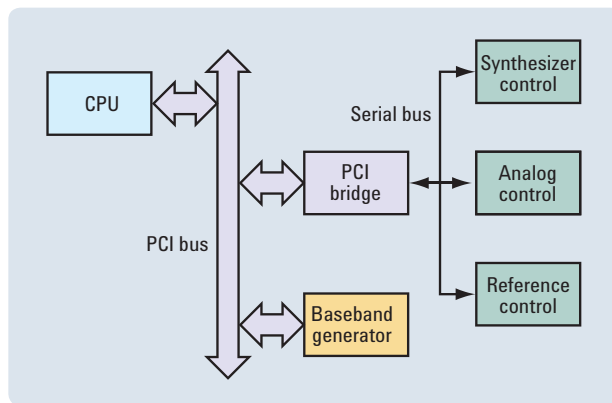 CPU
PCI bus
PCI
bridge
Baseband
generator
Serial bus
Synthesizer
control
Analog
control
Reference
control